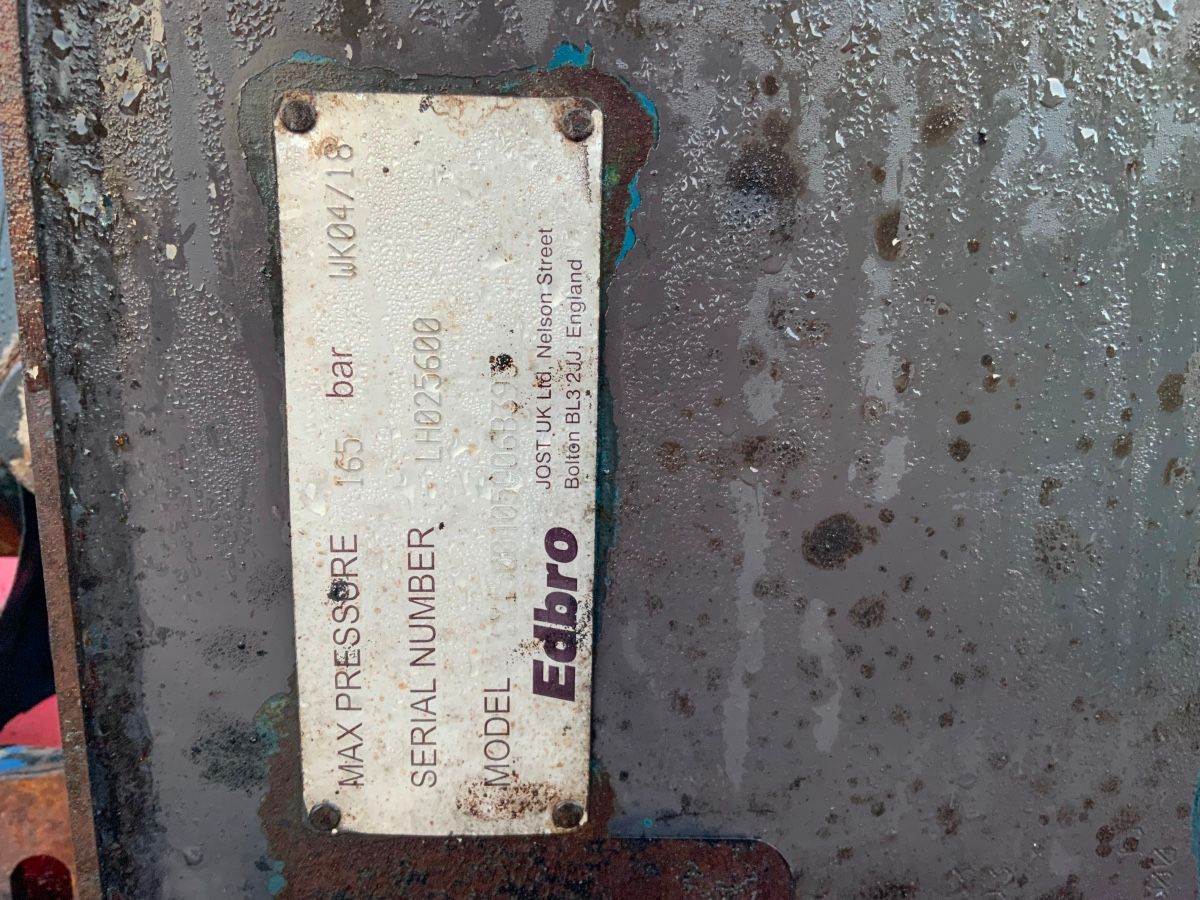 MAX PRESSURE 165 bar WK04/18
SERIAL NUMBER LH025600
MODEL
Edbro
JOST UK Ltd, Nelson Street
Bolton BL3 2JJ, England